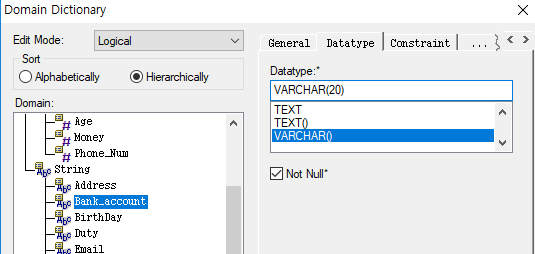 Domain Dictionary
Edit Mode:
Logical
Sort
Alphabetically
Hierarchically
Domain:
Age
Money
Phone_Num
String
Address
Bank_account
BirthDay
Duty
Email
General
Datatype
Constraint
...
Datatype:*
VARCHAR(20)
TEXT
TEXT()
VARCHAR()
Not Null*